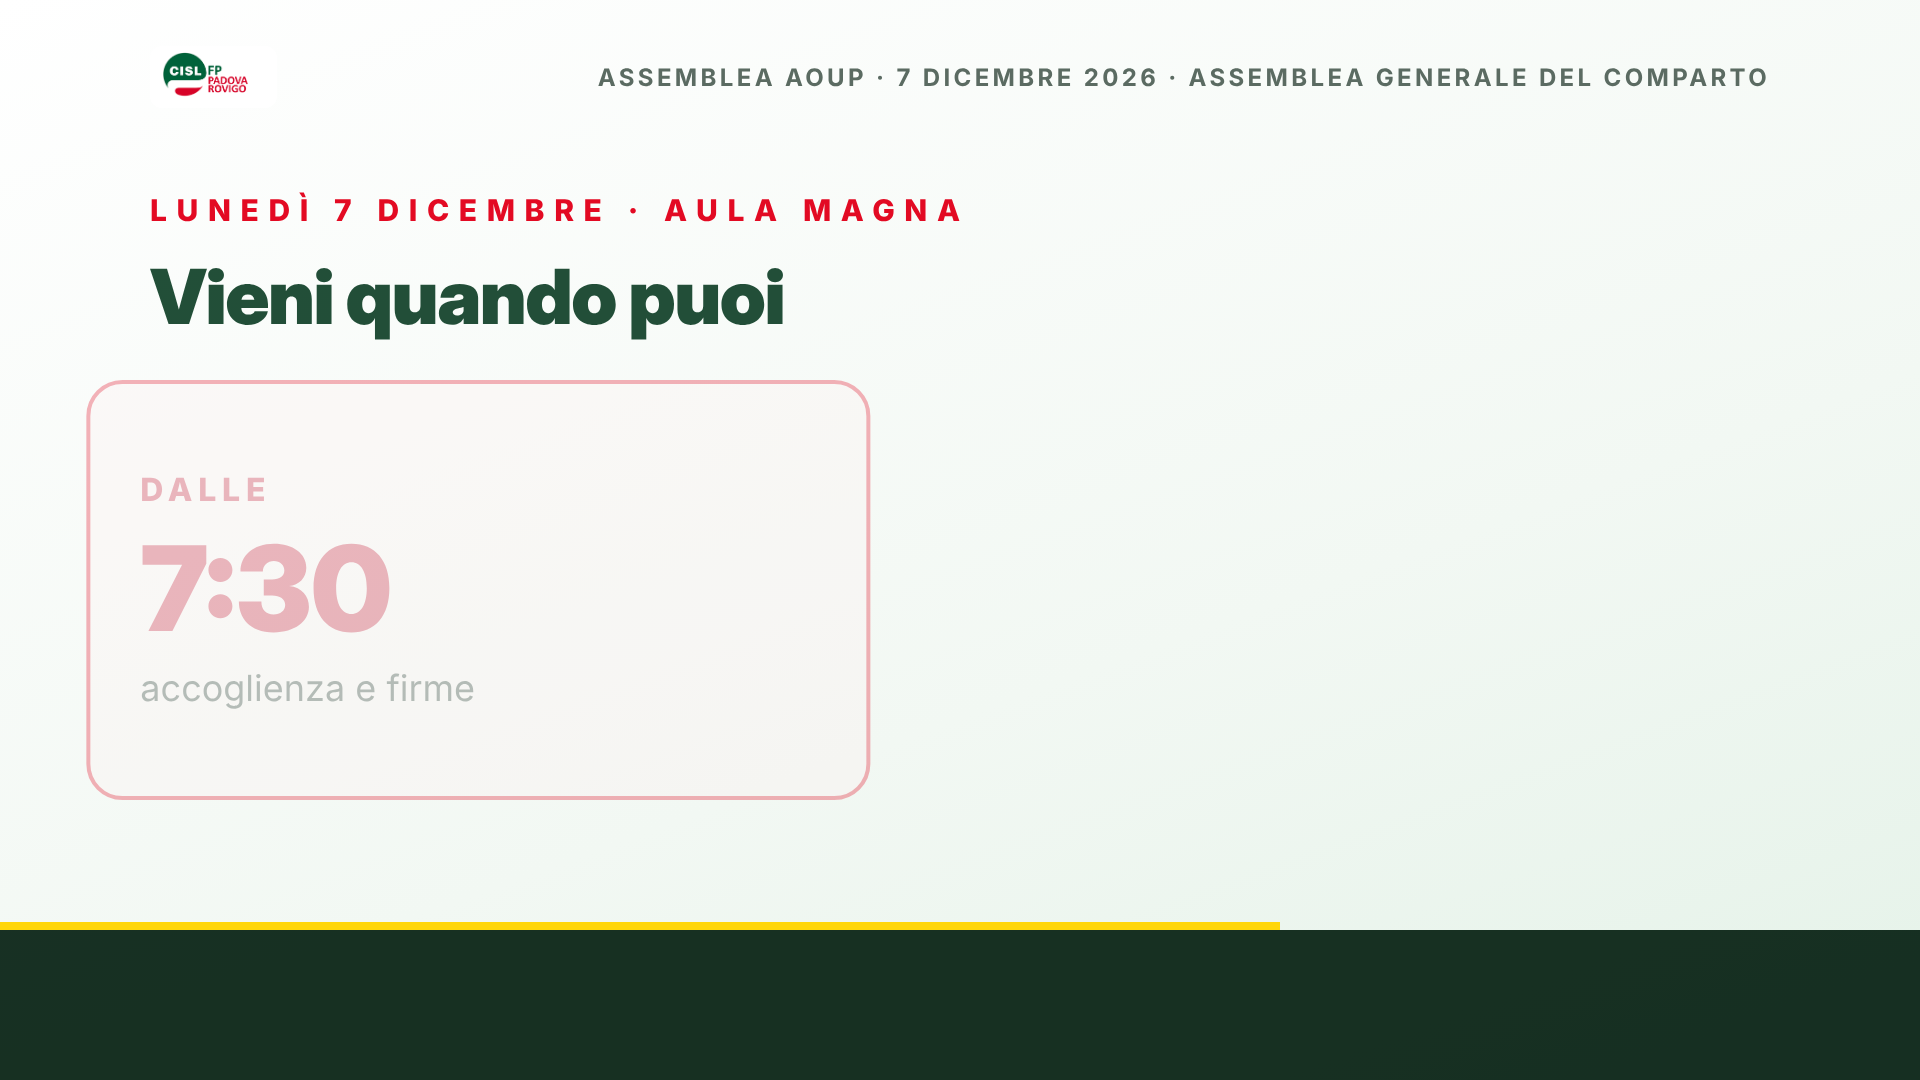 CISL FP
PADOVA
ROVIGO
ASSEMBLEA AOUP · 7 DICEMBRE 2026 · ASSEMBLEA GENERALE DEL COMPARTO
LUNEDÌ 7 DICEMBRE · AULA MAGNA
Vieni quando puoi
DALLE
7:30
accoglienza e firme